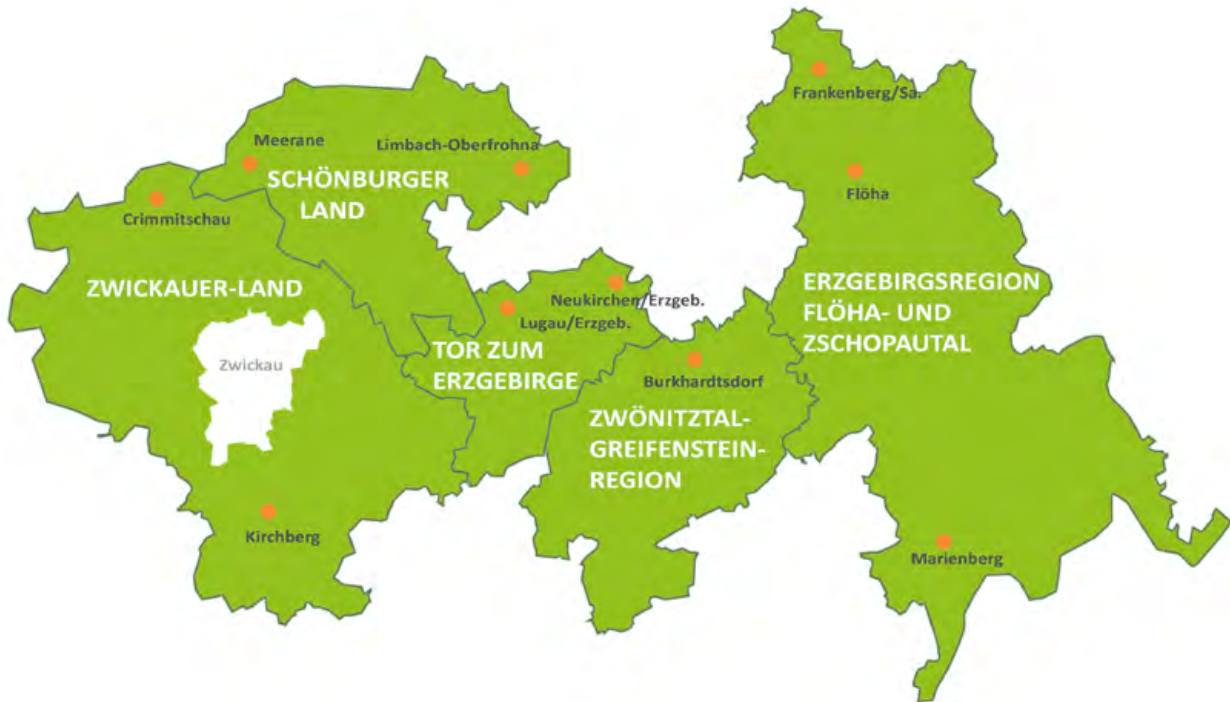 Frankenberg/Sa.
Meerane
Limbach-Oberfrohna
SCHÖNBURGER
LAND
Flöha
Crimmitschau
ZWICKAUER-LAND
ERZGEBIRGSREGION
FLÖHA- UND
ZSCHOPAUTAL
Neukirchen/Erzgeb.
Lugau/Erzgeb.
TOR ZUM
ERZGEBIRGE
Zwickau
Burkhardtsdorf
ZWÖNITZTAL-
GREIFENSTEIN-
REGION
Kirchberg
Marienberg